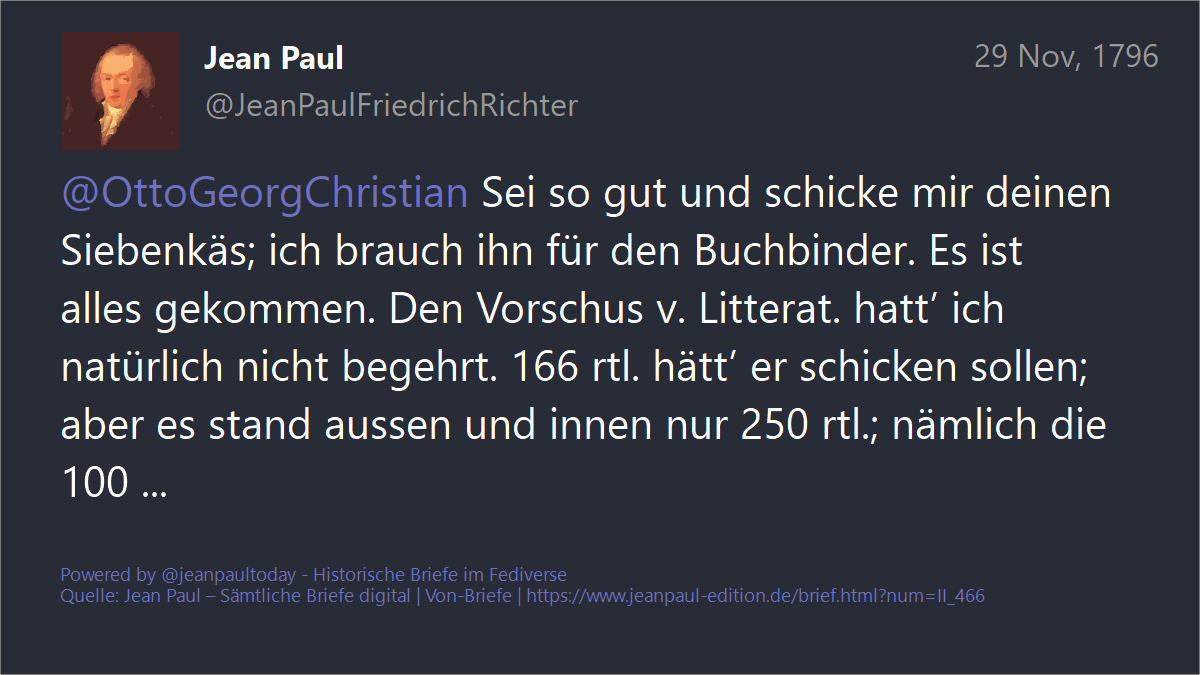 Jean Paul
29 Nov, 1796
@JeanPaulFriedrichRichter
@OttoGeorgChristian Sei so gut und schicke mir deinen
Siebenkäs; ich brauch ihn für den Buchbinder. Es ist
alles gekommen. Den Vorschus v. Litterat. hatt’ ich
natürlich nicht begehrt. 166 rtl. hätt’ er schicken sollen;
aber es stand aussen und innen nur 250 rtl.; nämlich die
100 ...
Powered by @jeanpaultoday - Historische Briefe im Fediverse
Quelle: Jean Paul – Sämtliche Briefe digital | Von-Briefe | https://www.jeanpaul-edition.de/brief.html?num=II_466